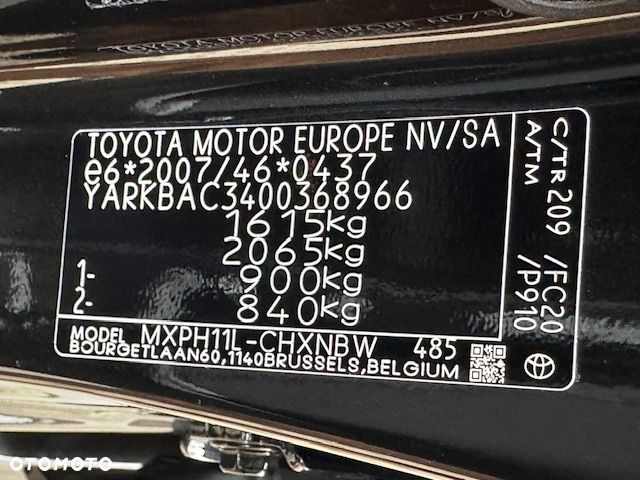 TOYOTA MOTOR EUROPE NV/SA
e6*2007/46*0437
YARKBAC3400368966
1615kg
2065kg
1- 900kg
2- 840kg
MODEL MXPH11L-CHXNBW 485
BOURGETLAAN60,1140BRUSSELS,BELGIUM
C/TR 209 /FC20
A/TM /P910
OTOMOTO